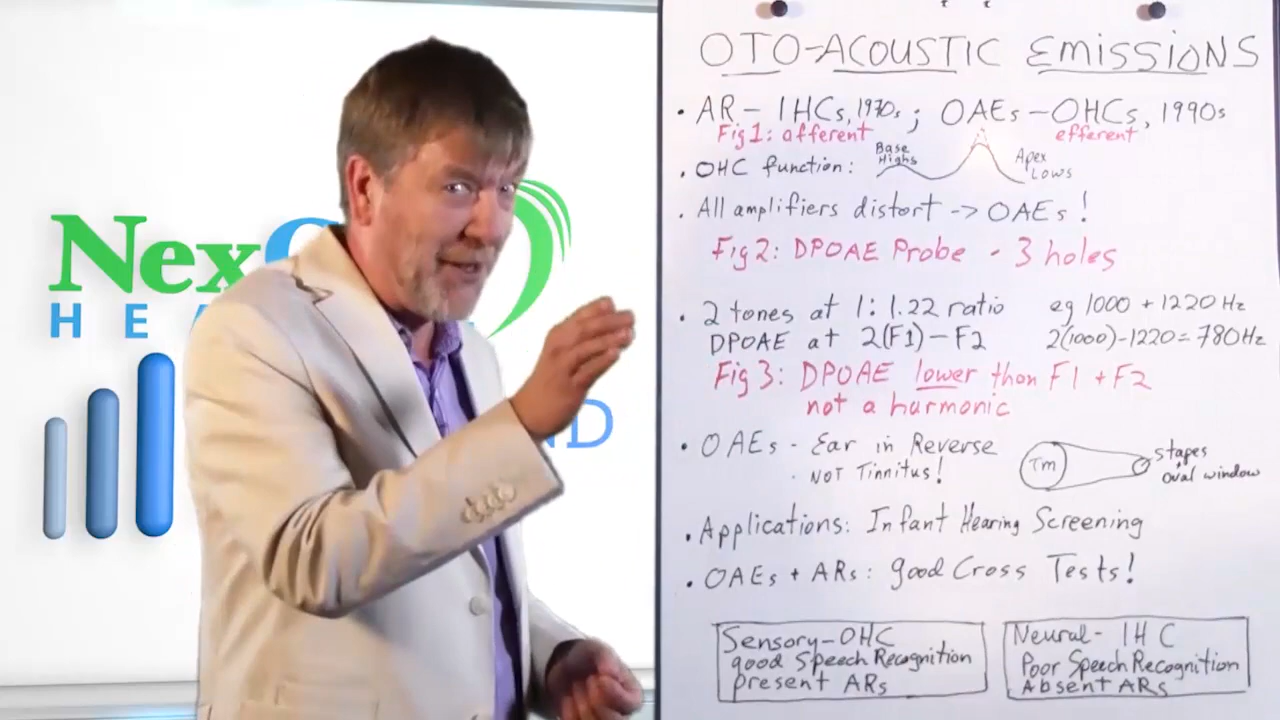 Nex
HE
ND
OTO-ACOUSTIC EMISSIONS
• AR - IHCs, 1970s; OAEs - OHCs, 1990s
Fig 1: afferent efferent
• OHC function: Base Highs Apex Lows
• All amplifiers distort -> OAEs!
Fig 2: DPOAE Probe - 3 holes
• 2 tones at 1:1.22 ratio eg 1000 + 1220 Hz
DPOAE at 2(F1)-F2 2(1000)-1220=780Hz
Fig 3: DPOAE lower than F1 + F2
not a harmonic
• OAEs - Ear in Reverse
• NOT Tinnitus!
TM
stapes
oval window
• Applications: Infant Hearing Screening
• OAEs + ARs: good Cross Tests!
Sensory-OHC
good Speech Recognition
present ARs
Neural- IHC
Poor Speech Recognition
Absent ARs